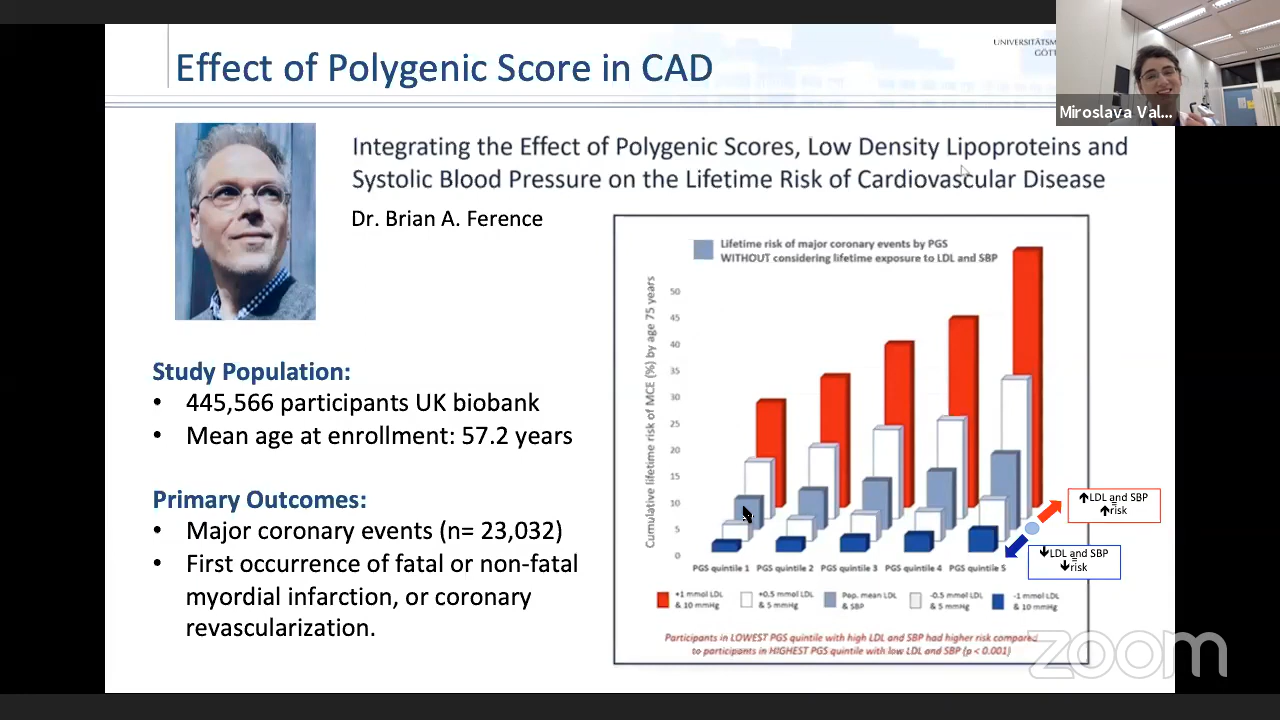 Effect of Polygenic Score in CAD
UNIVERSITÄTSM
GÖT
Miroslava Val...
Integrating the Effect of Polygenic Scores, Low Density Lipoproteins and
Systolic Blood Pressure on the Lifetime Risk of Cardiovascular Disease
Dr. Brian A. Ference
Study Population:
• 445,566 participants UK biobank
• Mean age at enrollment: 57.2 years
Primary Outcomes:
• Major coronary events (n= 23,032)
• First occurrence of fatal or non-fatal
myordial infarction, or coronary
revascularization.
Lifetime risk of major coronary events by PGS
WITHOUT considering lifetime exposure to LDL and SBP
Cumulative lifetime risk of MCE (%) by age 75 years
50
45
40
35
30
25
20
15
10
5
0
PGS quintile 1 PGS quintile 2 PGS quintile 3 PGS quintile 4 PGS quintile 5
↑LDL and SBP
=
↑risk
↓LDL and SBP
=
↓risk
+1 mmol LDL
& 10 mmHg
+0.5 mmol LDL
& 5 mmHg
Pop. mean LDL
& SBP
-0.5 mmol LDL
& 5 mmHg
-1 mmol LDL
& 10 mmHg
Participants in LOWEST PGS quintile with high LDL and SBP had higher risk compared
to participants in HIGHEST PGS quintile with low LDL and SBP (p < 0.001)
zoom